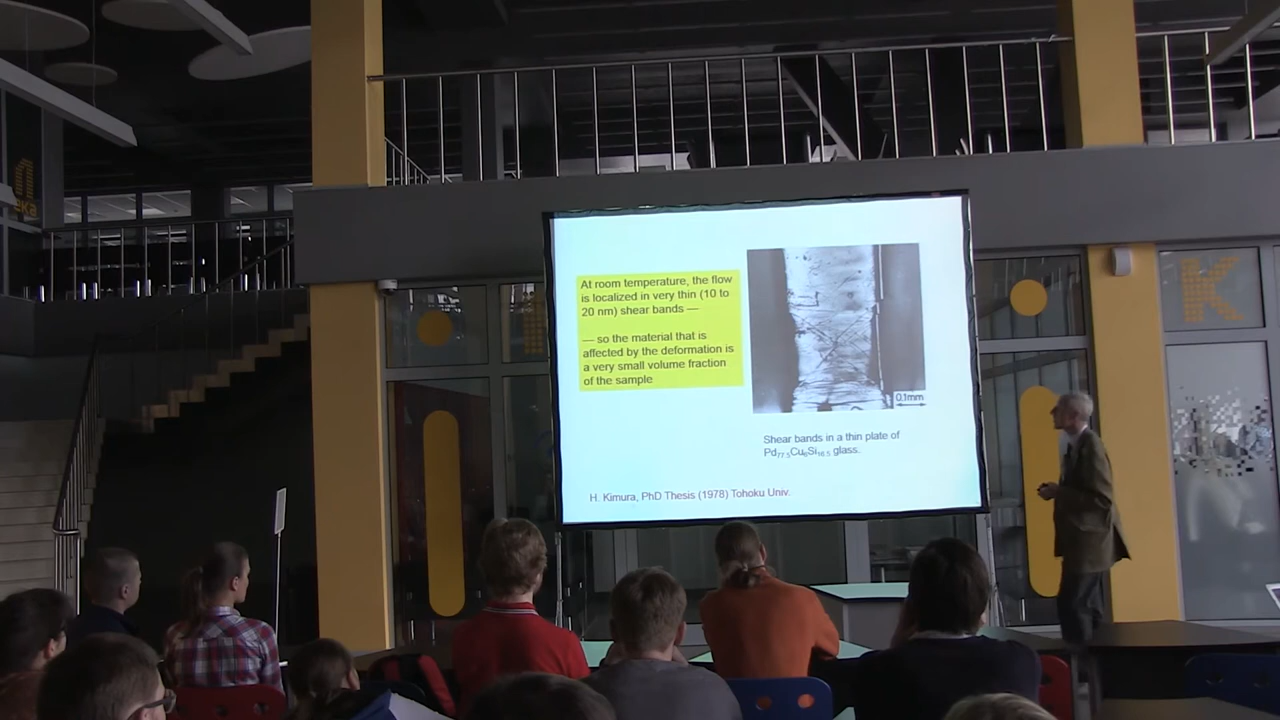 At room temperature, the flow
is localized in very thin (10 to
20 nm) shear bands —
— so the material that is
affected by the deformation is
a very small volume fraction
of the sample
0.1mm
Shear bands in a thin plate of
Pd77.5Cu6Si16.5 glass.
H. Kimura, PhD Thesis (1978) Tohoku Univ.
K